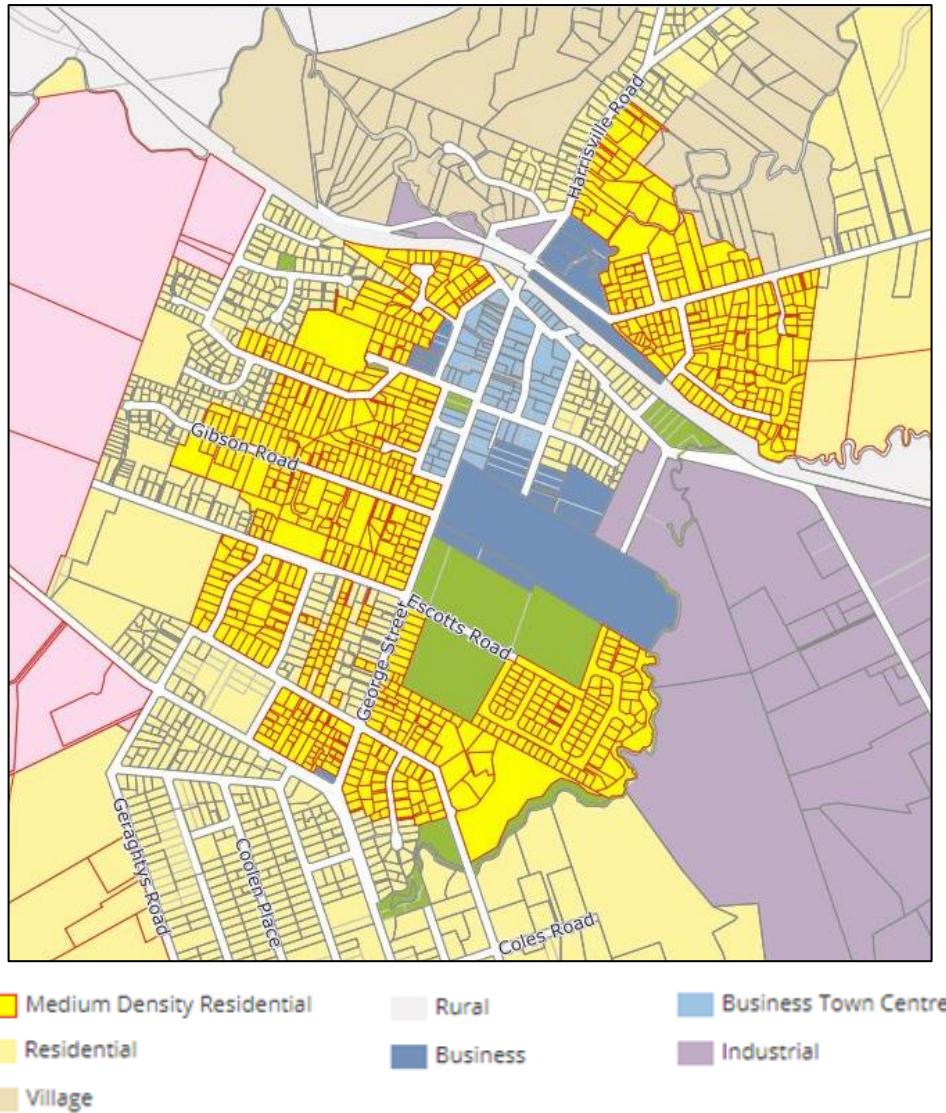 Harrisville Road
Gibson Road
Escotts Road
George Street
Geraghtys Road
Coolen Place
Coles Road
Medium Density Residential
Rural
Business Town Centre
Residential
Business
Industrial
Village